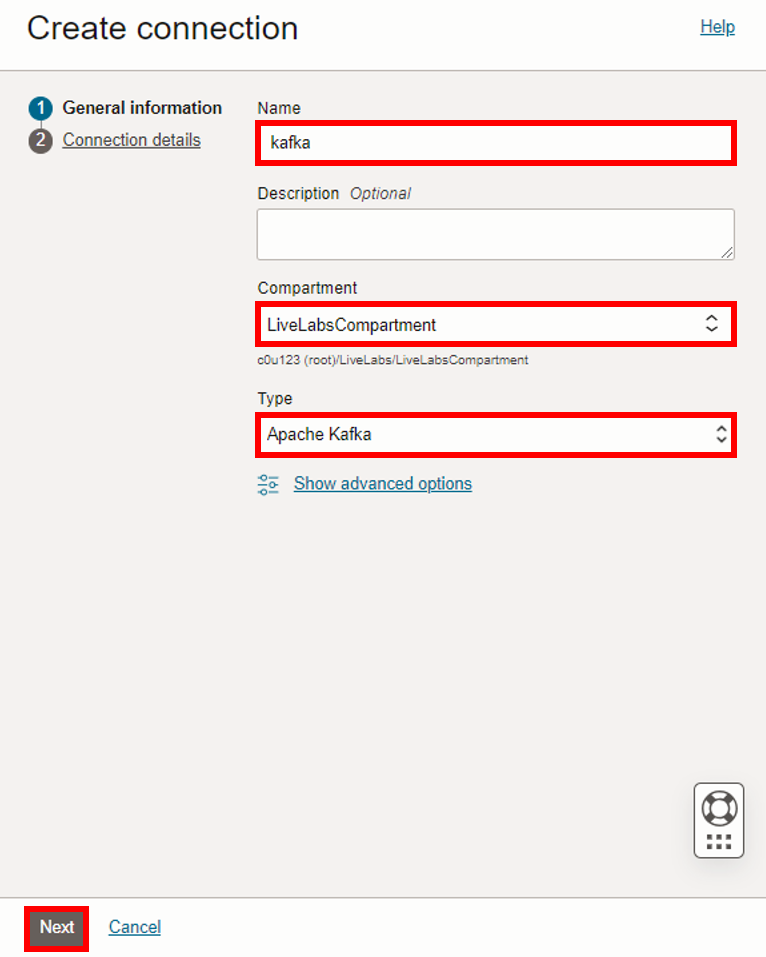 Create connection
Help
1 General information
2 Connection details
Name
kafka
Description Optional
Compartment
LiveLabsCompartment
c0u123 (root)/LiveLabs/LiveLabsCompartment
Type
Apache Kafka
Show advanced options
Next
Cancel